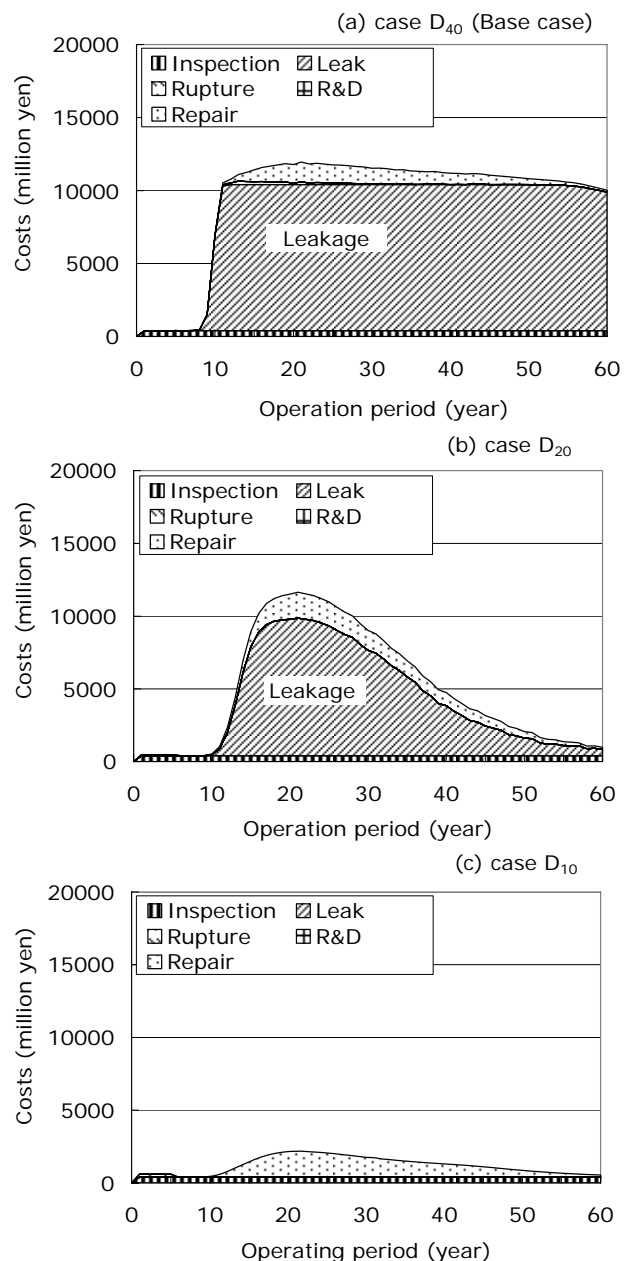 (a) case D₄₀ (Base case)
20000
Inspection Leak
Rupture R&D
Repair
15000
10000
5000
0
Costs (million yen)
Leakage
0 10 20 30 40 50 60
Operation period (year)
(b) case D₂₀
20000
Inspection Leak
Rupture R&D
Repair
15000
10000
5000
0
Costs (million yen)
Leakage
0 10 20 30 40 50 60
Operation period (year)
(c) case D₁₀
20000
Inspection Leak
Rupture R&D
Repair
15000
10000
5000
0
Costs (million yen)
0 10 20 30 40 50 60
Operating period (year)